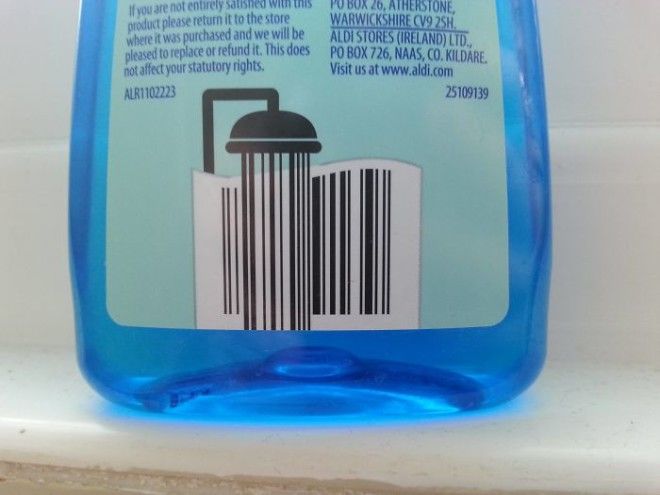 If you are not entirely satisfied with this
product please return it to the store
where it was purchased and we will be
pleased to replace or refund it. This does
not affect your statutory rights.
PO BOX 26, ATHERSTONE,
WARWICKSHIRE CV9 2SH.
ALDI STORES (IRELAND) LTD.,
PO BOX 726, NAAS, CO. KILDARE.
Visit us at www.aldi.com
ALR1102223
25109139